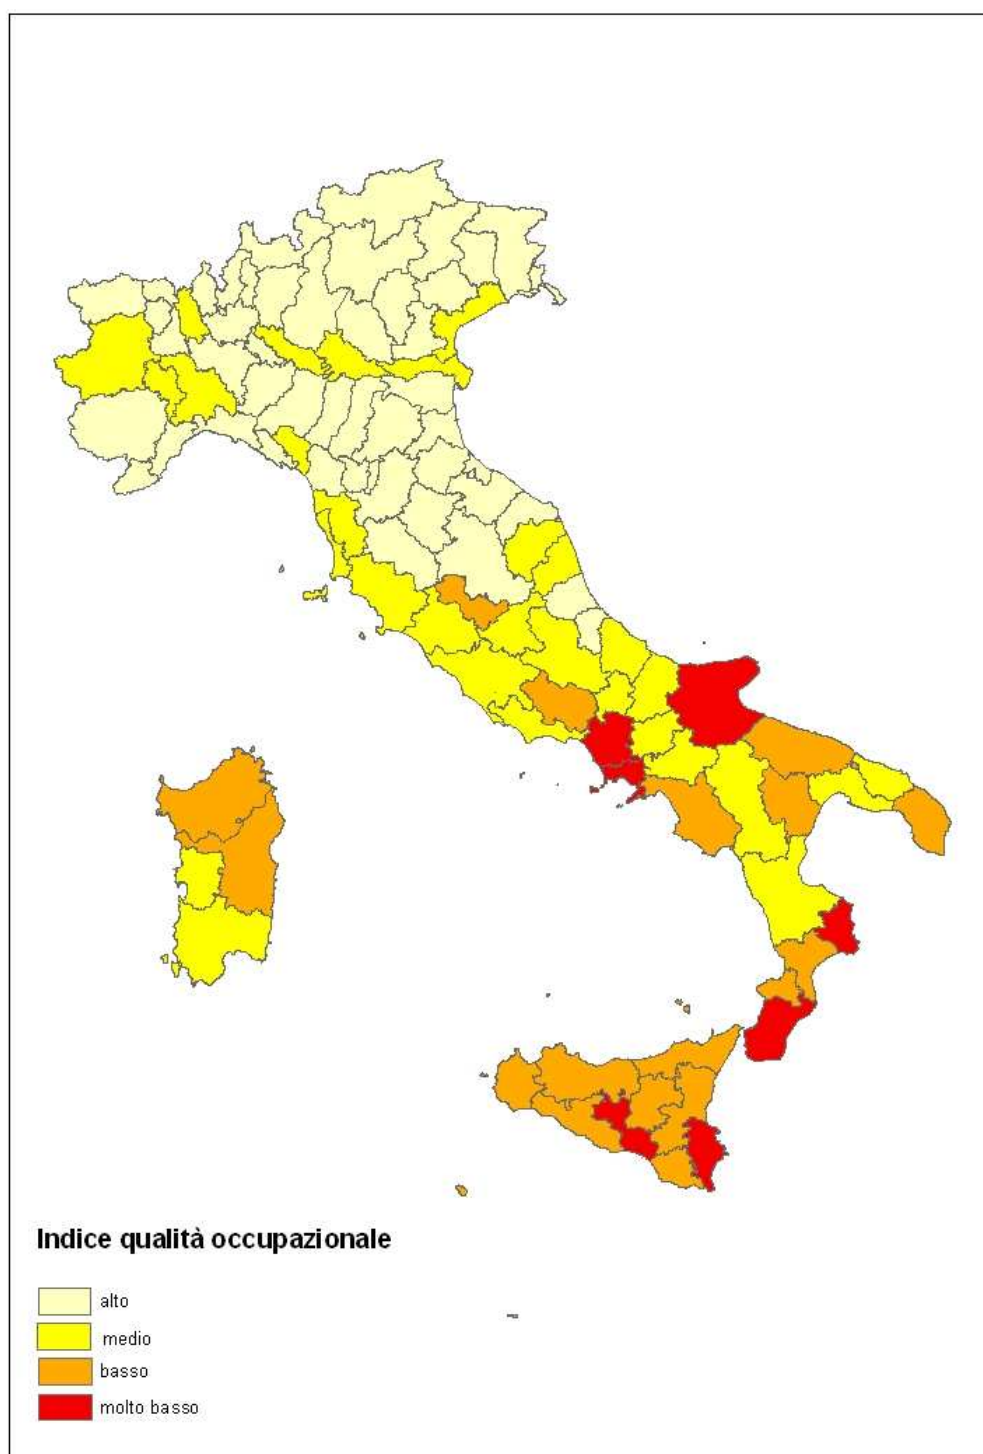 Indice qualità occupazionale
alto
medio
basso
molto basso